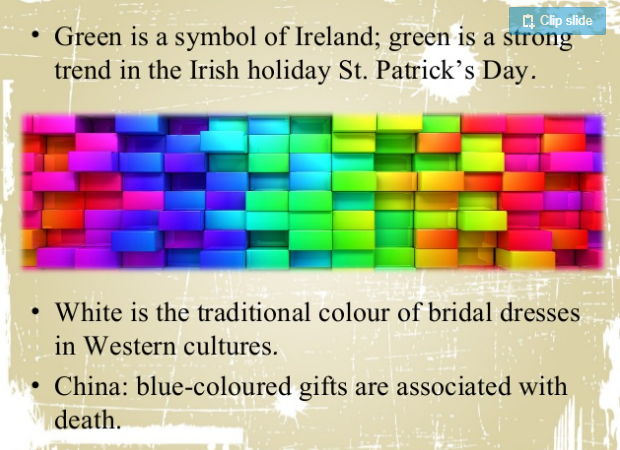 Clip slide
• Green is a symbol of Ireland; green is a strong
trend in the Irish holiday St. Patrick’s Day.
• White is the traditional colour of bridal dresses
in Western cultures.
• China: blue-coloured gifts are associated with
death.